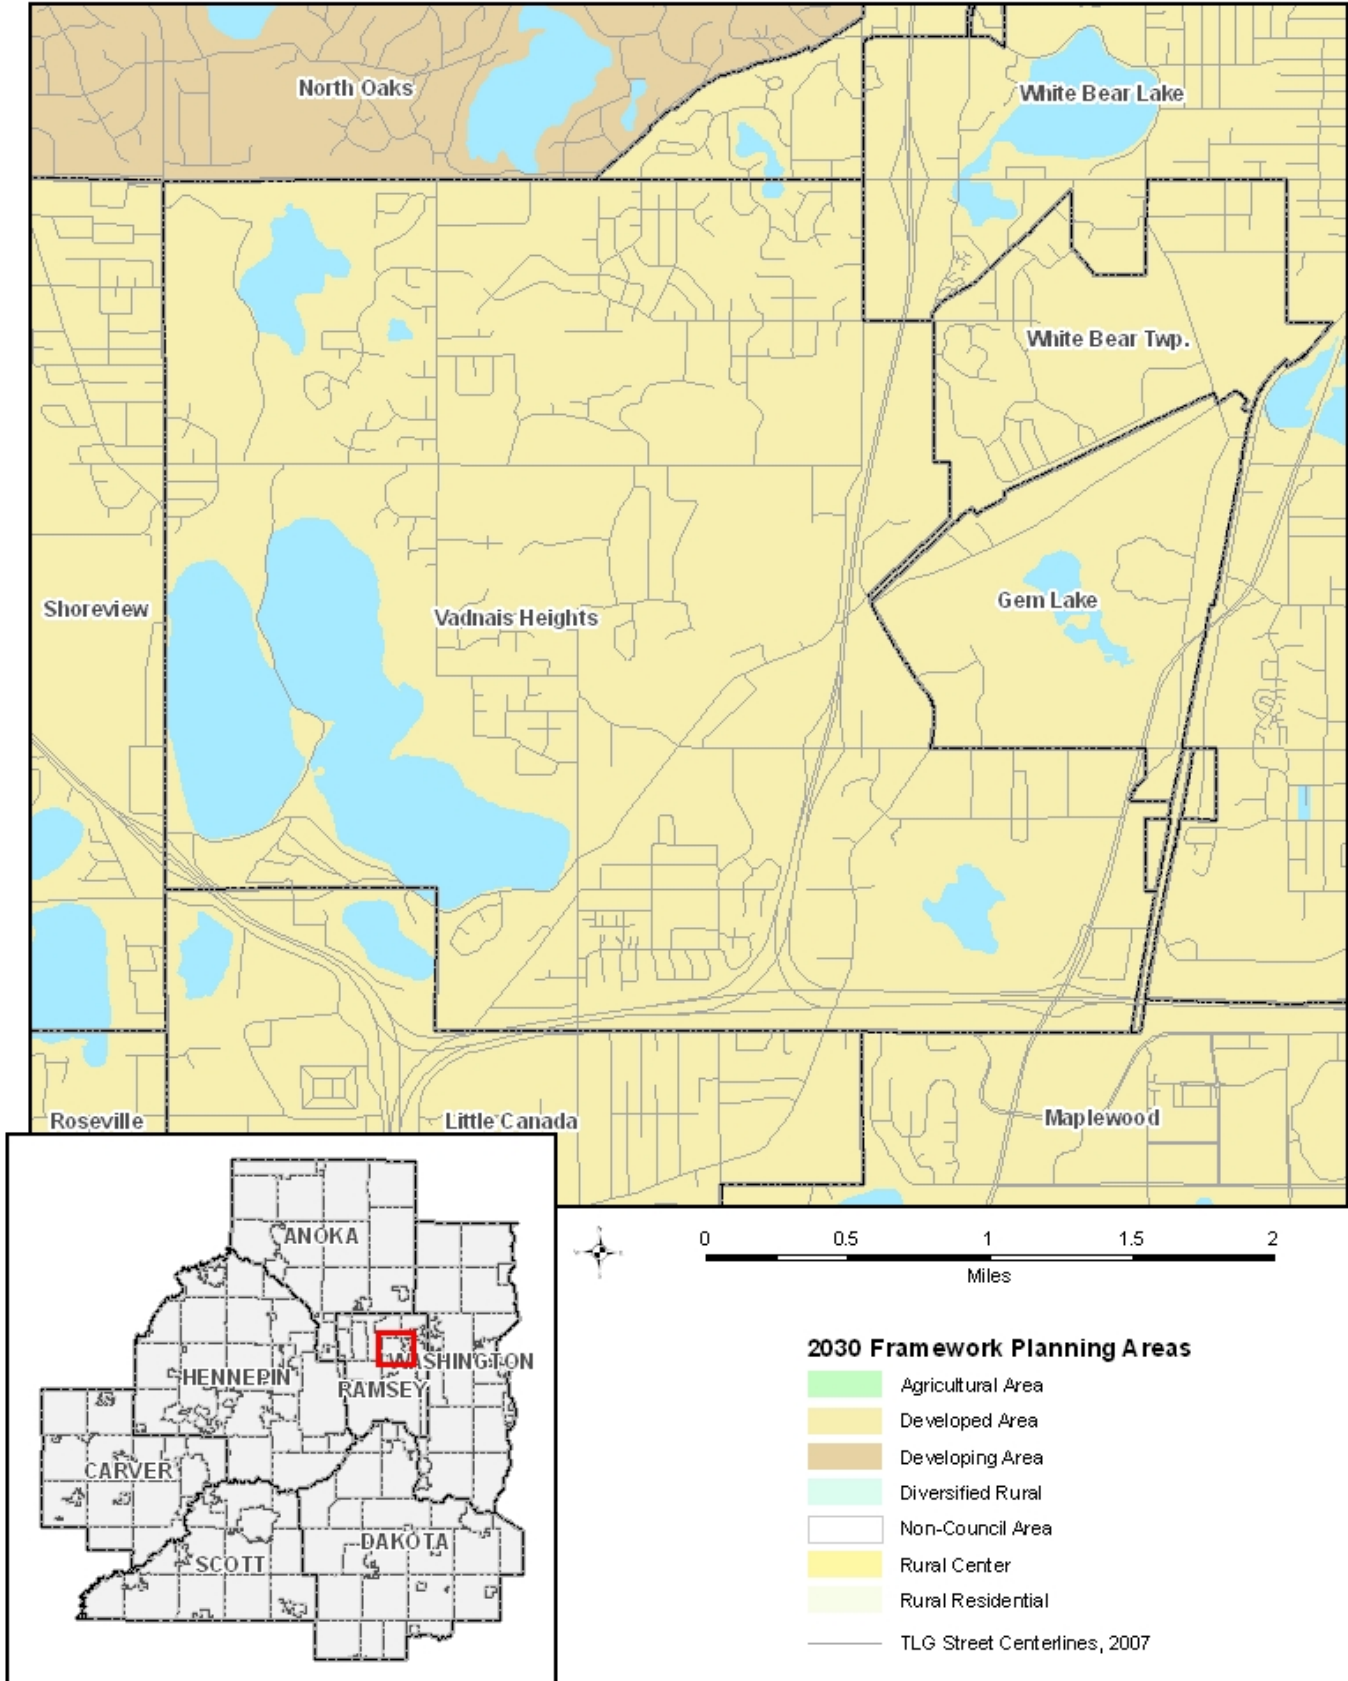 North Oaks
White Bear Lake
White Bear Twp.
Shoreview
Vadnais Heights
Gem Lake
Roseville
Little Canada
Maplewood
ANOKA
HENNEPIN
WASHINGTON
RAMSEY
CARVER
SCOTT
DAKOTA
0 0.5 1 1.5 2
Miles
2030 Framework Planning Areas
Agricultural Area
Developed Area
Developing Area
Diversified Rural
Non-Council Area
Rural Center
Rural Residential
TLG Street Centerlines, 2007